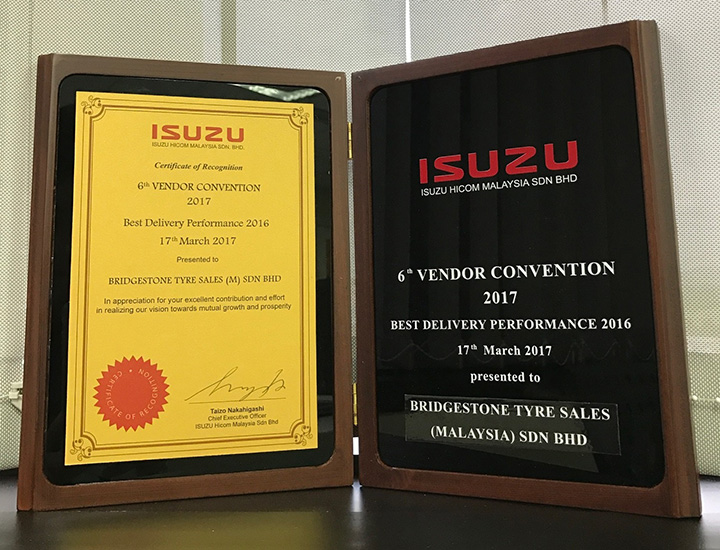 ISUZU
ISUZU HICOM MALAYSIA SDN. BHD.
Certificate of Recognition
6th VENDOR CONVENTION
2017
Best Delivery Performance 2016
17th March 2017
Presented to
BRIDGESTONE TYRE SALES (M) SDN BHD
In appreciation for your excellent contribution and effort
in realizing our vision towards mutual growth and prosperity
CERTIFICATION
CERTIFICATE OF RECOGNITION
Taizo Nakahigashi
Chief Executive Officer
ISUZU Hicom Malaysia Sdn Bhd
ISUZU
ISUZU HICOM MALAYSIA SDN BHD
6th VENDOR CONVENTION
2017
BEST DELIVERY PERFORMANCE 2016
17th March 2017
presented to
BRIDGESTONE TYRE SALES
(MALAYSIA) SDN BHD